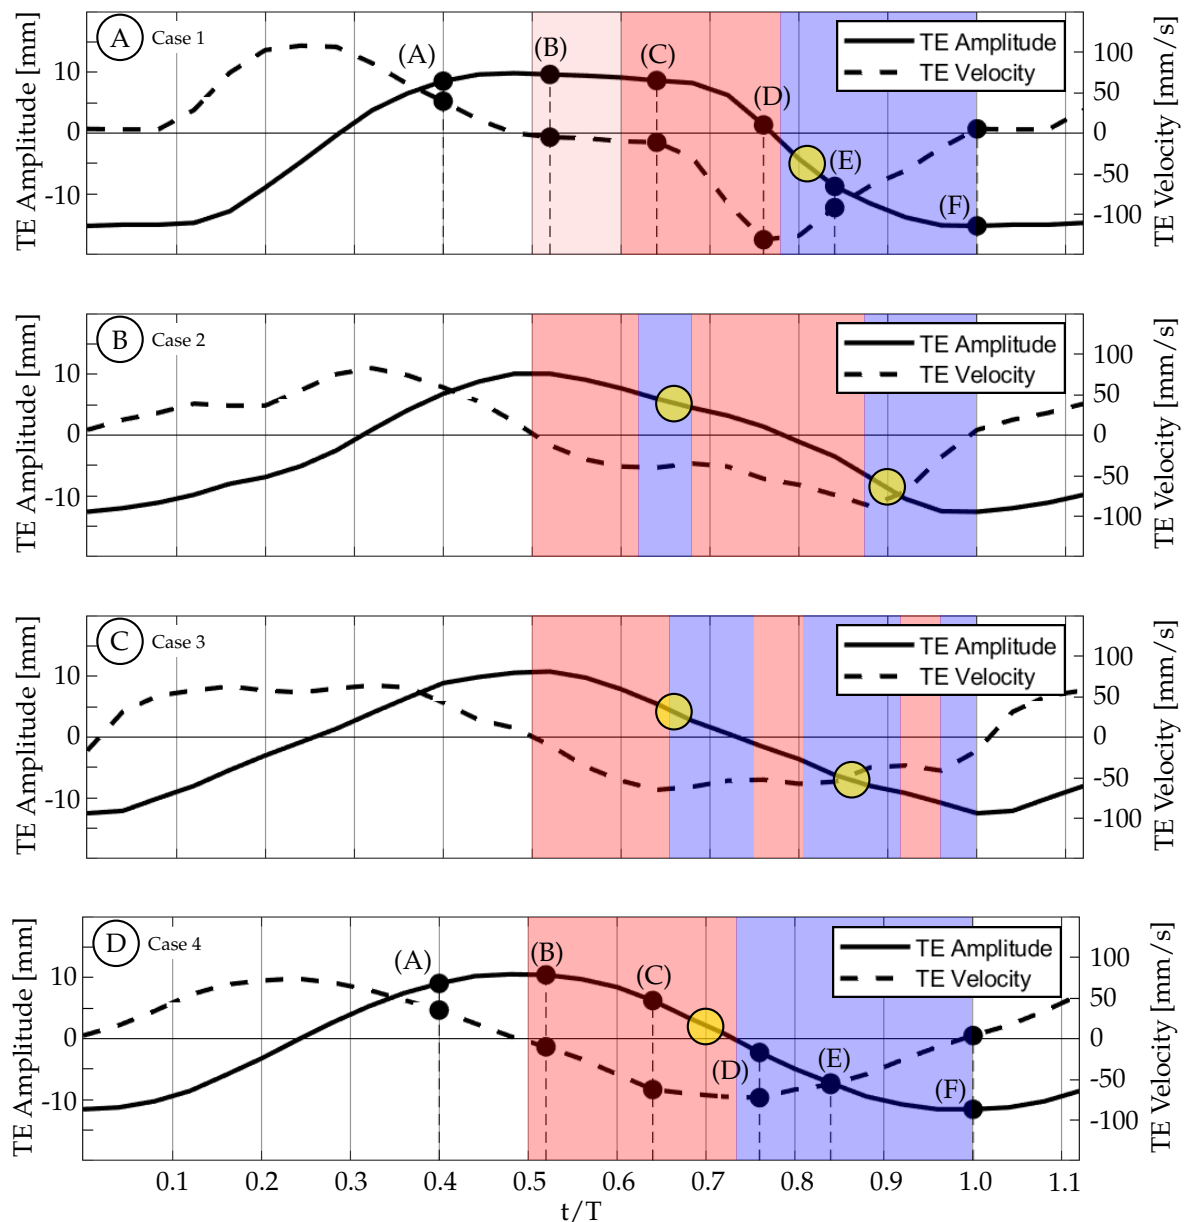 A Case 1
TE Amplitude [mm]
10
0
-10
(A)
(B)
(C)
(D)
(E)
(F)
TE Amplitude
TE Velocity
100
50
0
-50
-100
TE Velocity [mm/s]
B Case 2
TE Amplitude [mm]
10
0
-10
TE Amplitude
TE Velocity
100
50
0
-50
-100
TE Velocity [mm/s]
C Case 3
TE Amplitude [mm]
10
0
-10
TE Amplitude
TE Velocity
100
50
0
-50
-100
TE Velocity [mm/s]
D Case 4
TE Amplitude [mm]
10
0
-10
(A)
(B)
(C)
(D)
(E)
(F)
TE Amplitude
TE Velocity
100
50
0
-50
-100
TE Velocity [mm/s]
0.1 0.2 0.3 0.4 0.5 0.6 0.7 0.8 0.9 1.0 1.1
t/T